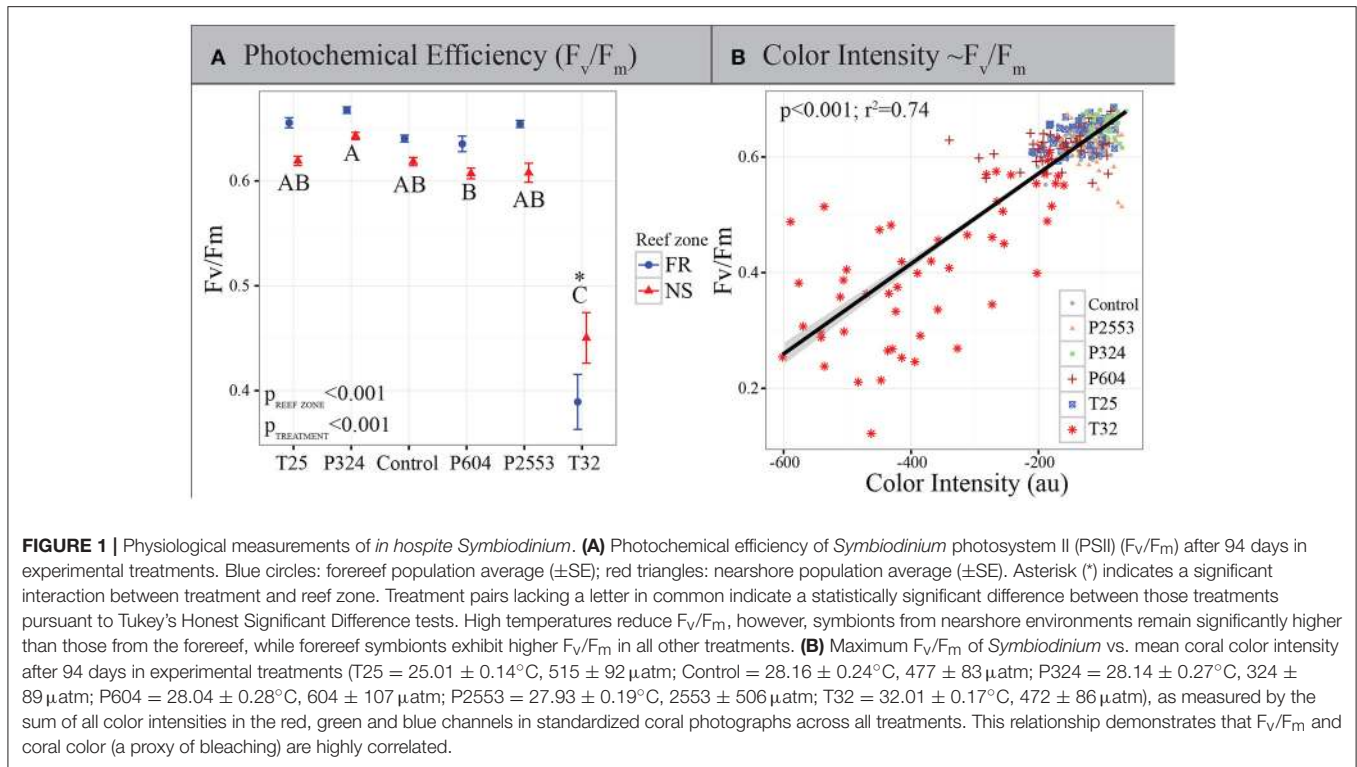 A Photochemical Efficiency (Fv/Fm)
B Color Intensity ~Fv/Fm
Fv/Fm
0.6
0.5
0.4
AB
A
AB
B
AB
*
C
pREEF ZONE <0.001
pTREATMENT <0.001
T25 P324 Control P604 P2553 T32
Reef zone
FR
NS
p<0.001; r²=0.74
Fv/Fm
0.6
0.4
0.2
Control
P2553
P324
P604
T25
T32
-600 -400 -200
Color Intensity (au)
FIGURE 1 | Physiological measurements of in hospite Symbiodinium. (A) Photochemical efficiency of Symbiodinium photosystem II (PSII) (Fv/Fm) after 94 days in
experimental treatments. Blue circles: forereef population average (±SE); red triangles: nearshore population average (±SE). Asterisk (*) indicates a significant
interaction between treatment and reef zone. Treatment pairs lacking a letter in common indicate a statistically significant difference between those treatments
pursuant to Tukey's Honest Significant Difference tests. High temperatures reduce Fv/Fm, however, symbionts from nearshore environments remain significantly higher
than those from the forereef, while forereef symbionts exhibit higher Fv/Fm in all other treatments. (B) Maximum Fv/Fm of Symbiodinium vs. mean coral color intensity
after 94 days in experimental treatments (T25 = 25.01 ± 0.14°C, 515 ± 92 µatm; Control = 28.16 ± 0.24°C, 477 ± 83 µatm; P324 = 28.14 ± 0.27°C, 324 ±
89 µatm; P604 = 28.04 ± 0.28°C, 604 ± 107 µatm; P2553 = 27.93 ± 0.19°C, 2553 ± 506 µatm; T32 = 32.01 ± 0.17°C, 472 ± 86 µatm), as measured by the
sum of all color intensities in the red, green and blue channels in standardized coral photographs across all treatments. This relationship demonstrates that Fv/Fm and
coral color (a proxy of bleaching) are highly correlated.